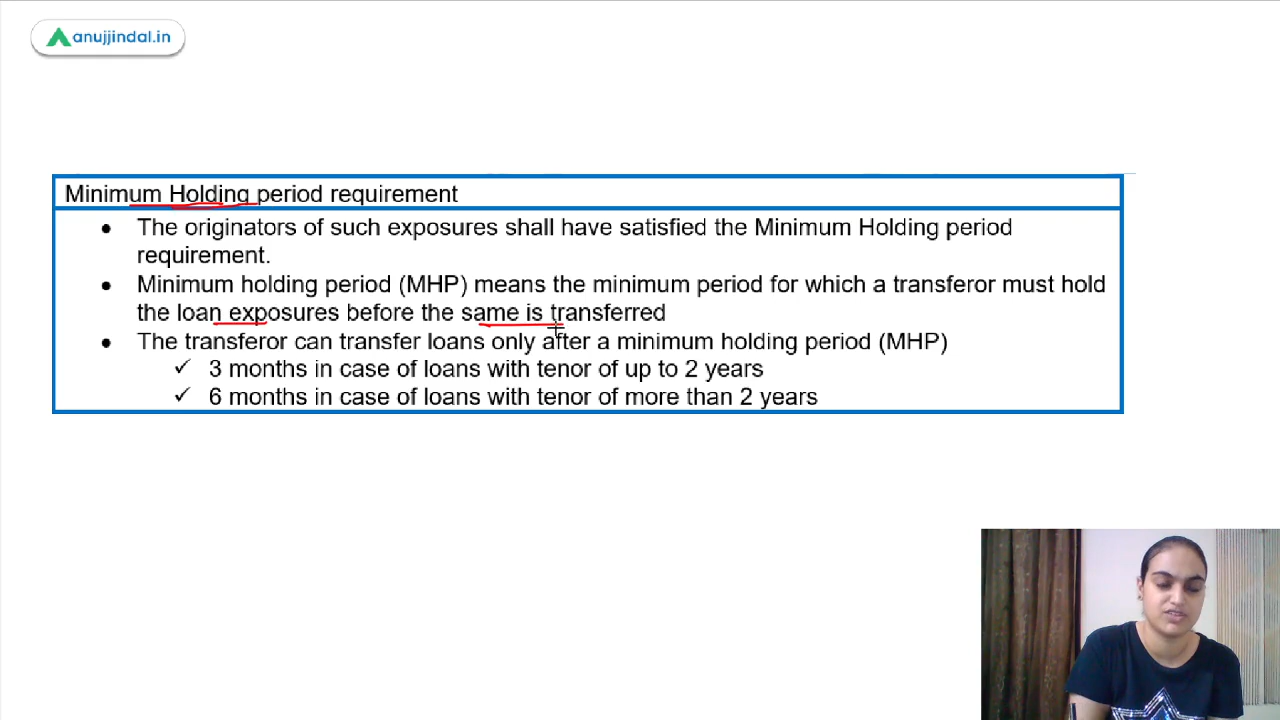 anujjindal.in
Minimum Holding period requirement
• The originators of such exposures shall have satisfied the Minimum Holding period
requirement.
• Minimum holding period (MHP) means the minimum period for which a transferor must hold
the loan exposures before the same is transferred
• The transferor can transfer loans only after a minimum holding period (MHP)
✓ 3 months in case of loans with tenor of up to 2 years
✓ 6 months in case of loans with tenor of more than 2 years